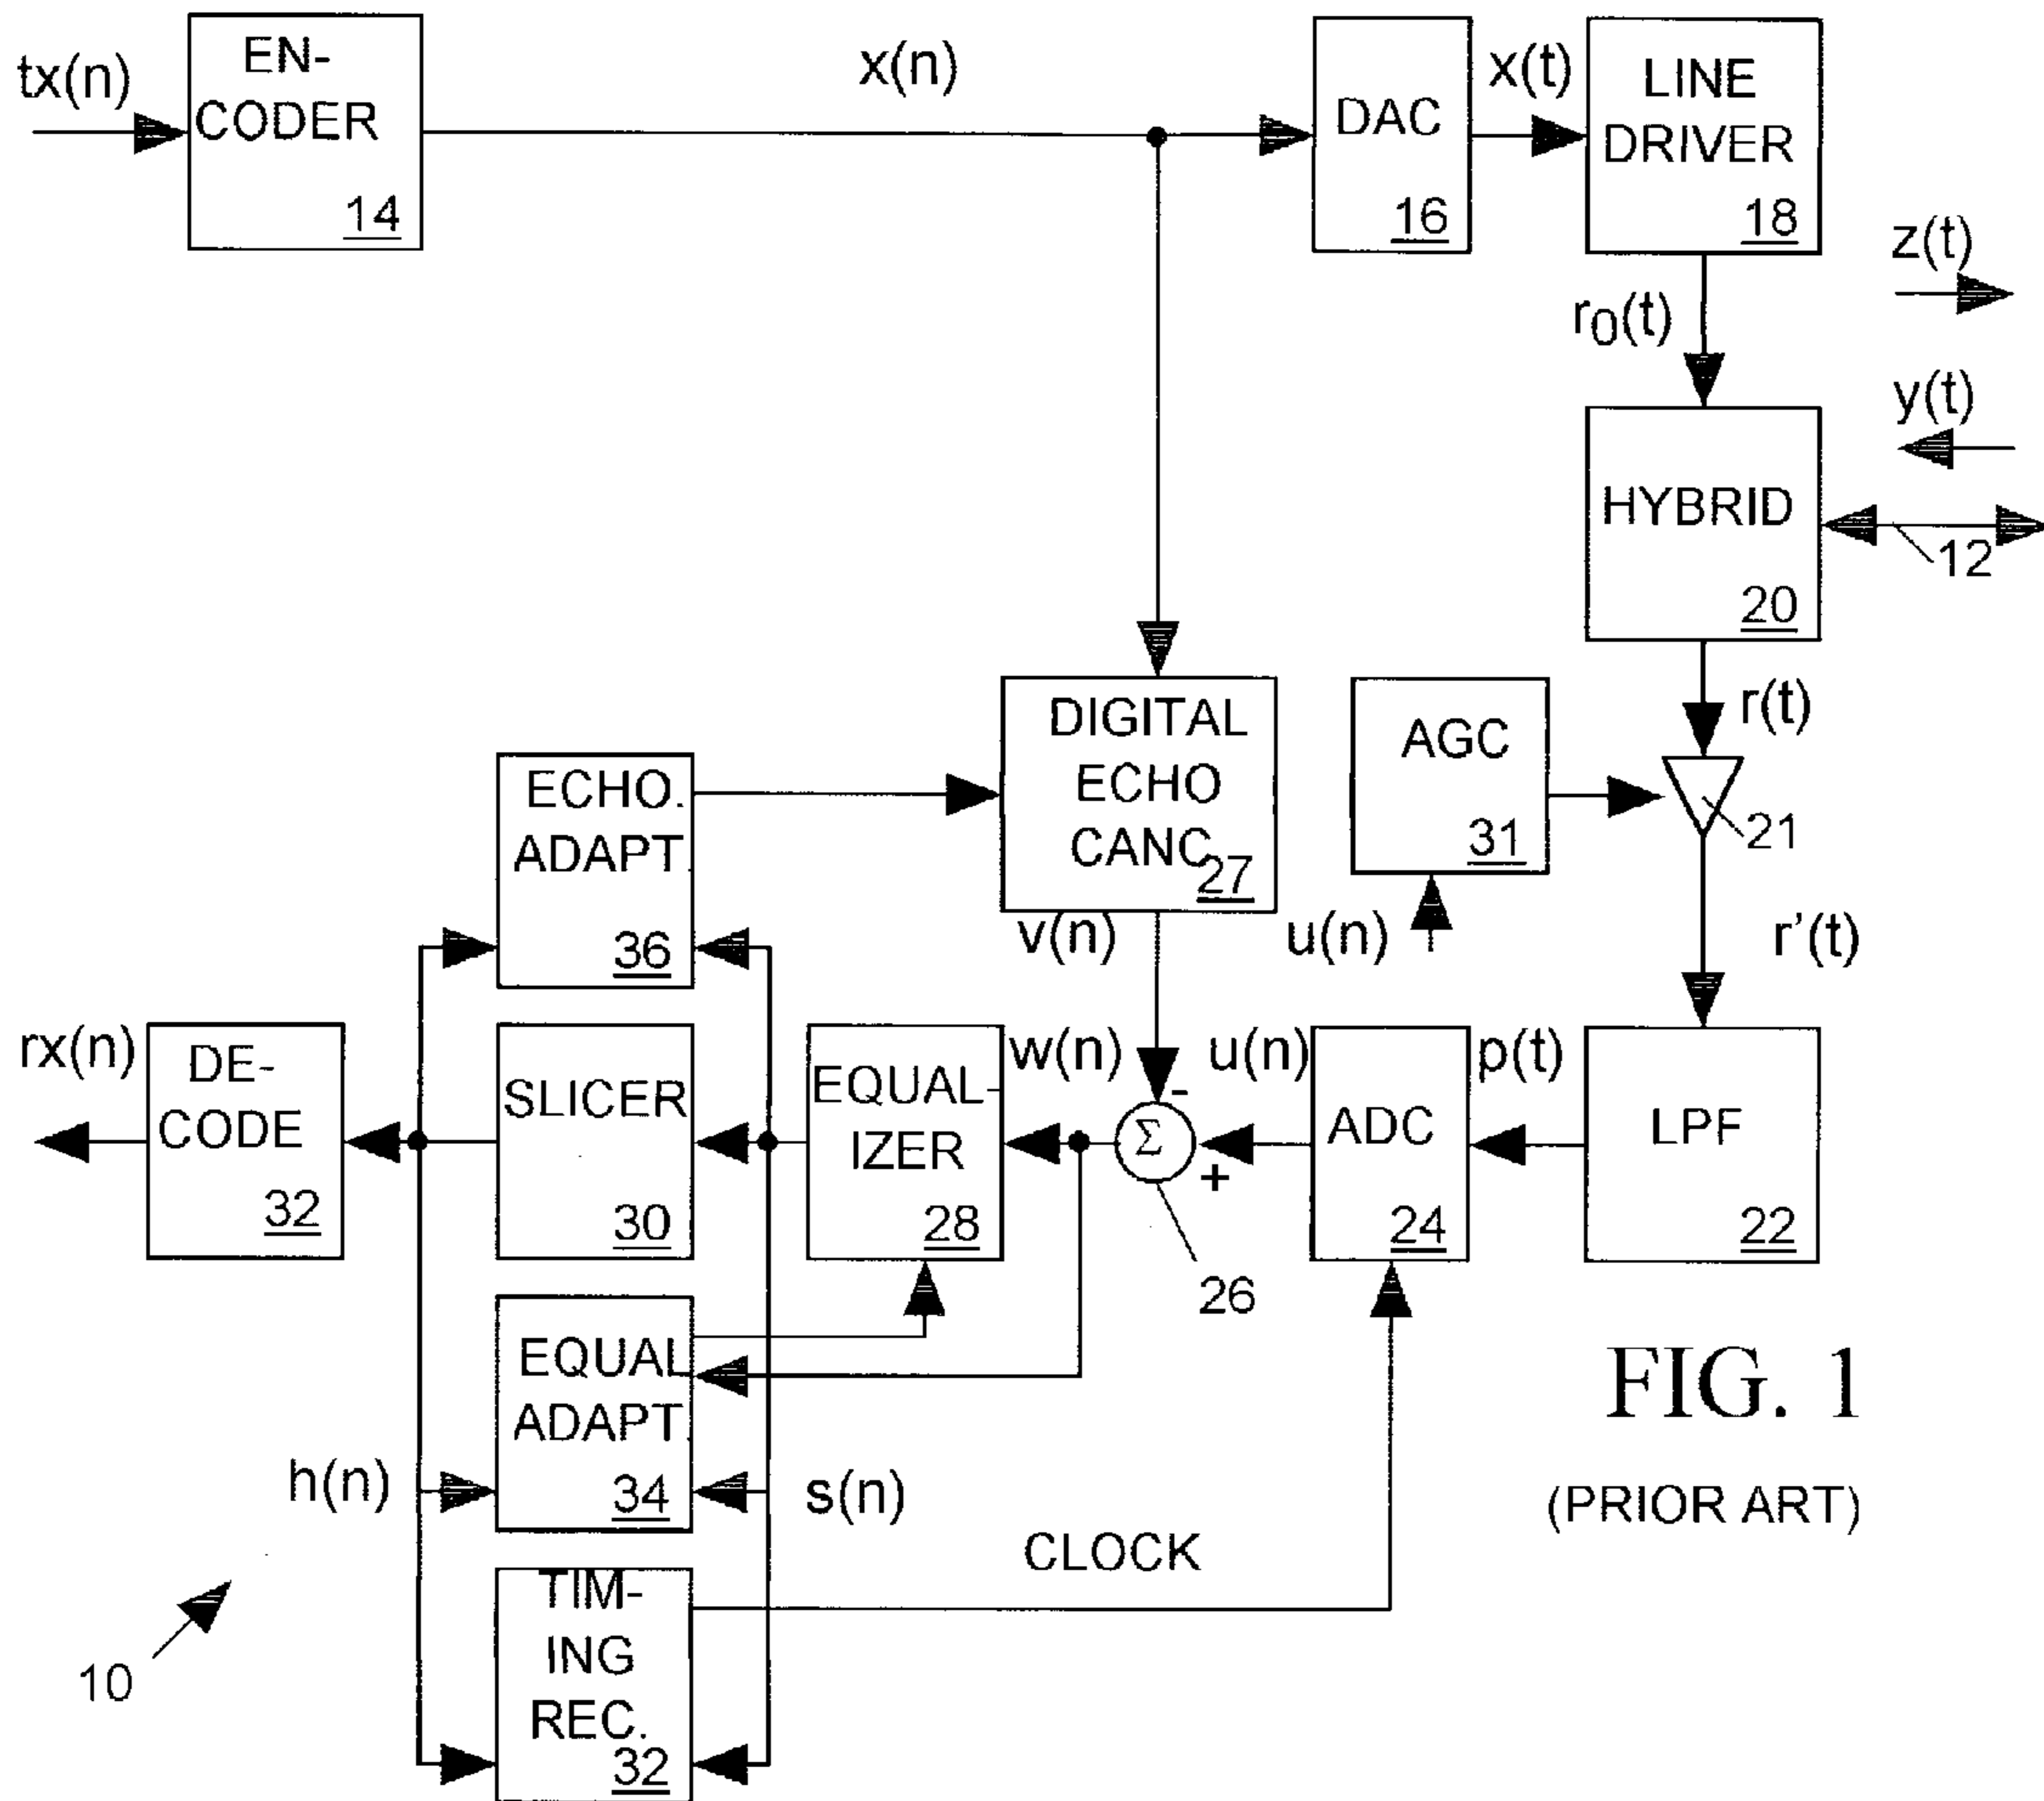 tx(n)
EN-
CODER
14
x(n)
DAC
16
x(t)
LINE
DRIVER
18
z(t)
r0(t)
y(t)
HYBRID
20
12
r(t)
DIGITAL
ECHO
CANC
27
AGC
31
21
ECHO.
ADAPT
36
v(n)
u(n)
r'(t)
rx(n)
DE-
CODE
32
SLICER
30
EQUAL-
IZER
28
w(n)
Σ
-
+
26
u(n)
ADC
24
p(t)
LPF
22
EQUAL
ADAPT.
34
h(n)
s(n)
CLOCK
TIM-
ING
REC.
32
10
FIG. 1
(PRIOR ART)